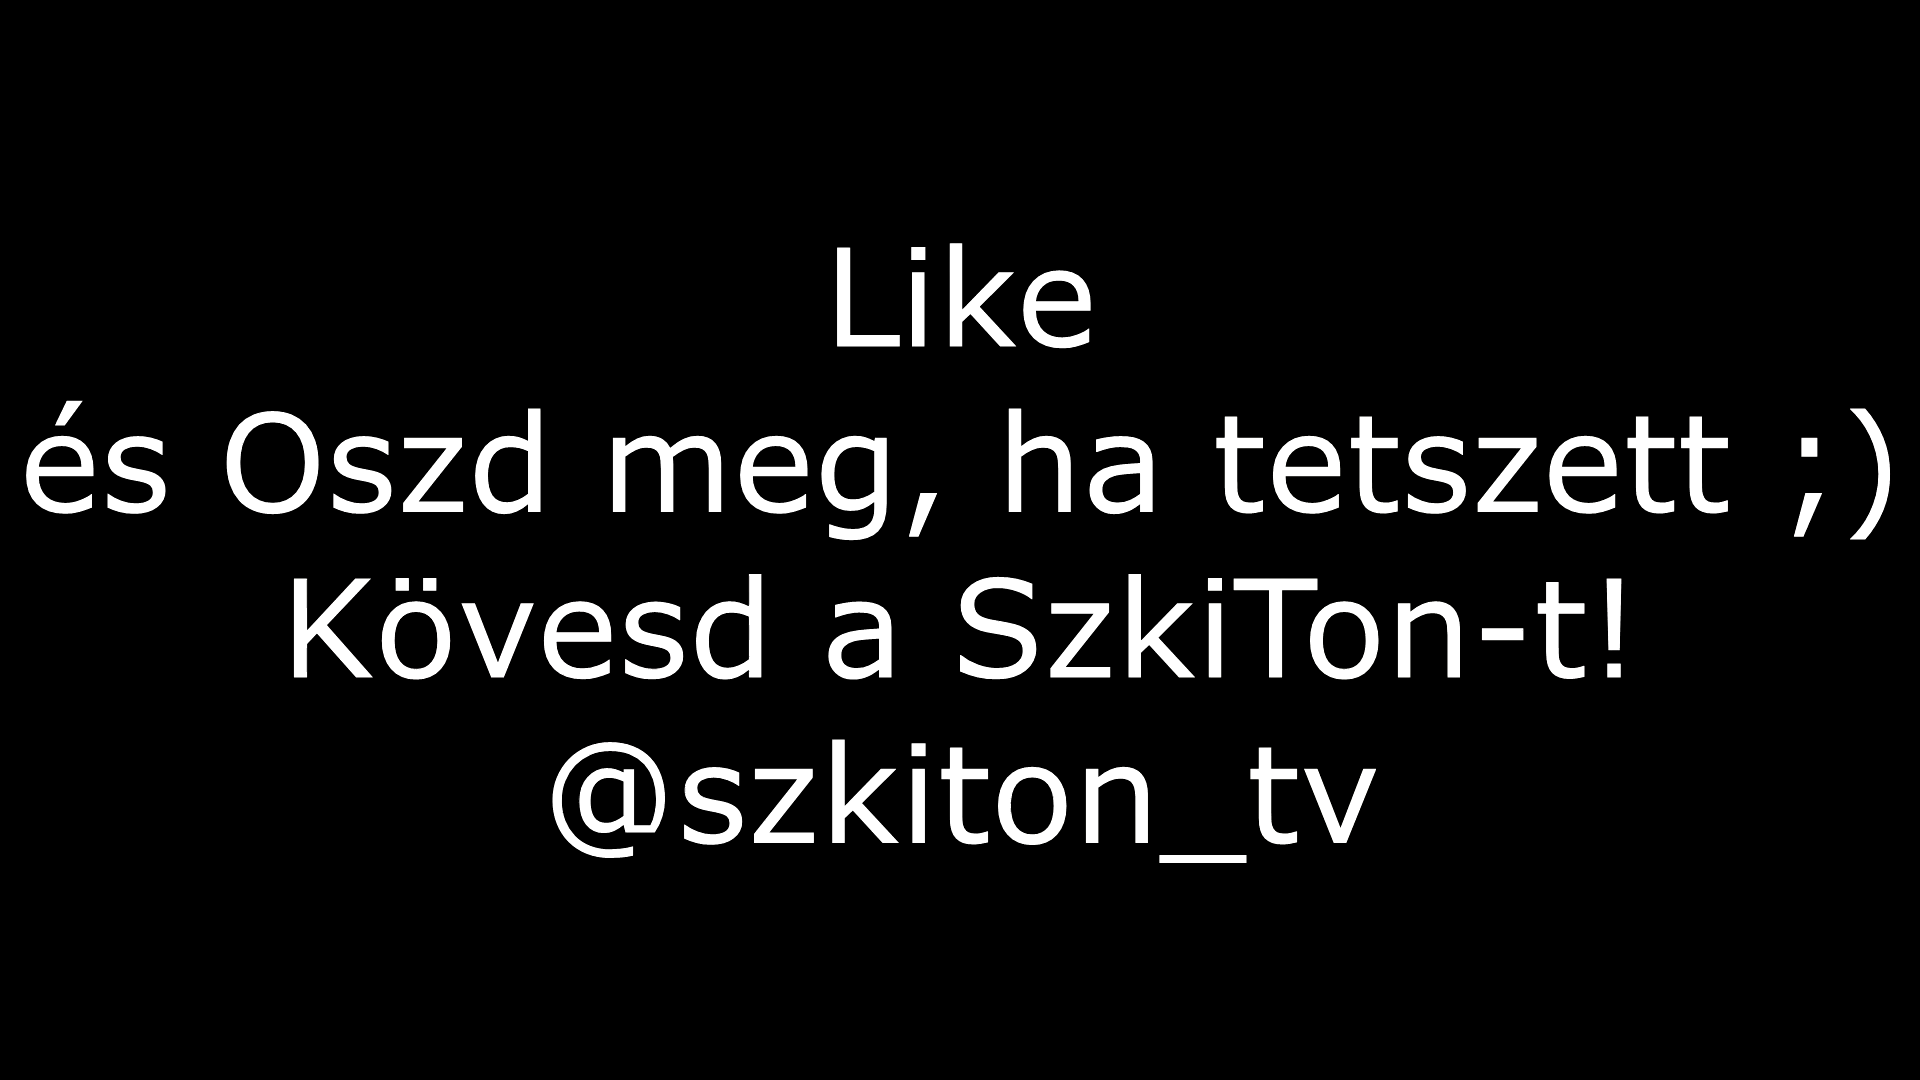 Like
és Oszd meg, ha tetszett ;)
Kövesd a SzkiTon-t!
@szkiton_tv